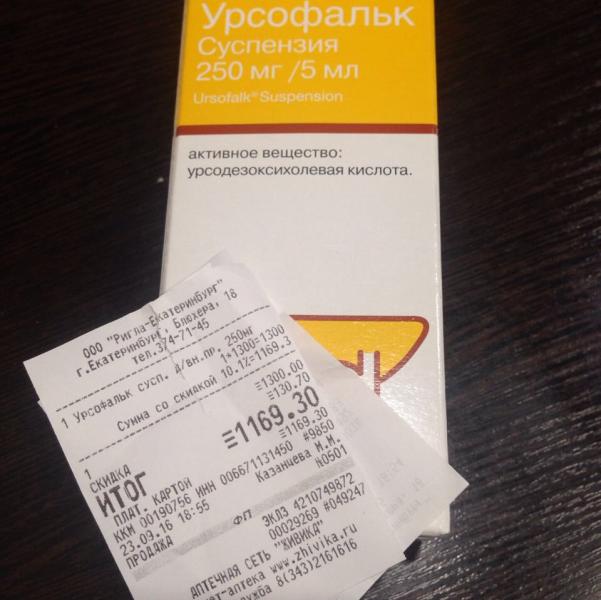 Урсофальк
Суспензия
250 мг /5 мл
Ursofalk® Suspension
активное вещество:
урсодезоксихолевая кислота.
ООО "Ригла-Екатеринбург"
г.Екатеринбург, Блюхера, 18
тел.374-71-45
1 Урсофальк сусп. д/вн.пр. 250мг
1*1300=1300
Сумма со скидкой 10.1%=1169.3
1 ≡1300.00
СКИДКА ≡130.70
ИТОГ ≡1169.30
ПЛАТ. КАРТОЙ ≡1169.30
ККМ 00190756 ИНН 006671131450 #9850
23.09.16 18:55 Казанцева М.М.
ПРОДАЖА №0501
ФП
ЭКЛЗ 4210749872
00029269 #049247
АПТЕЧНАЯ СЕТЬ "ЖИВИКА"
ет-аптека www.zhivika.ru
ужба 8(343)2161616